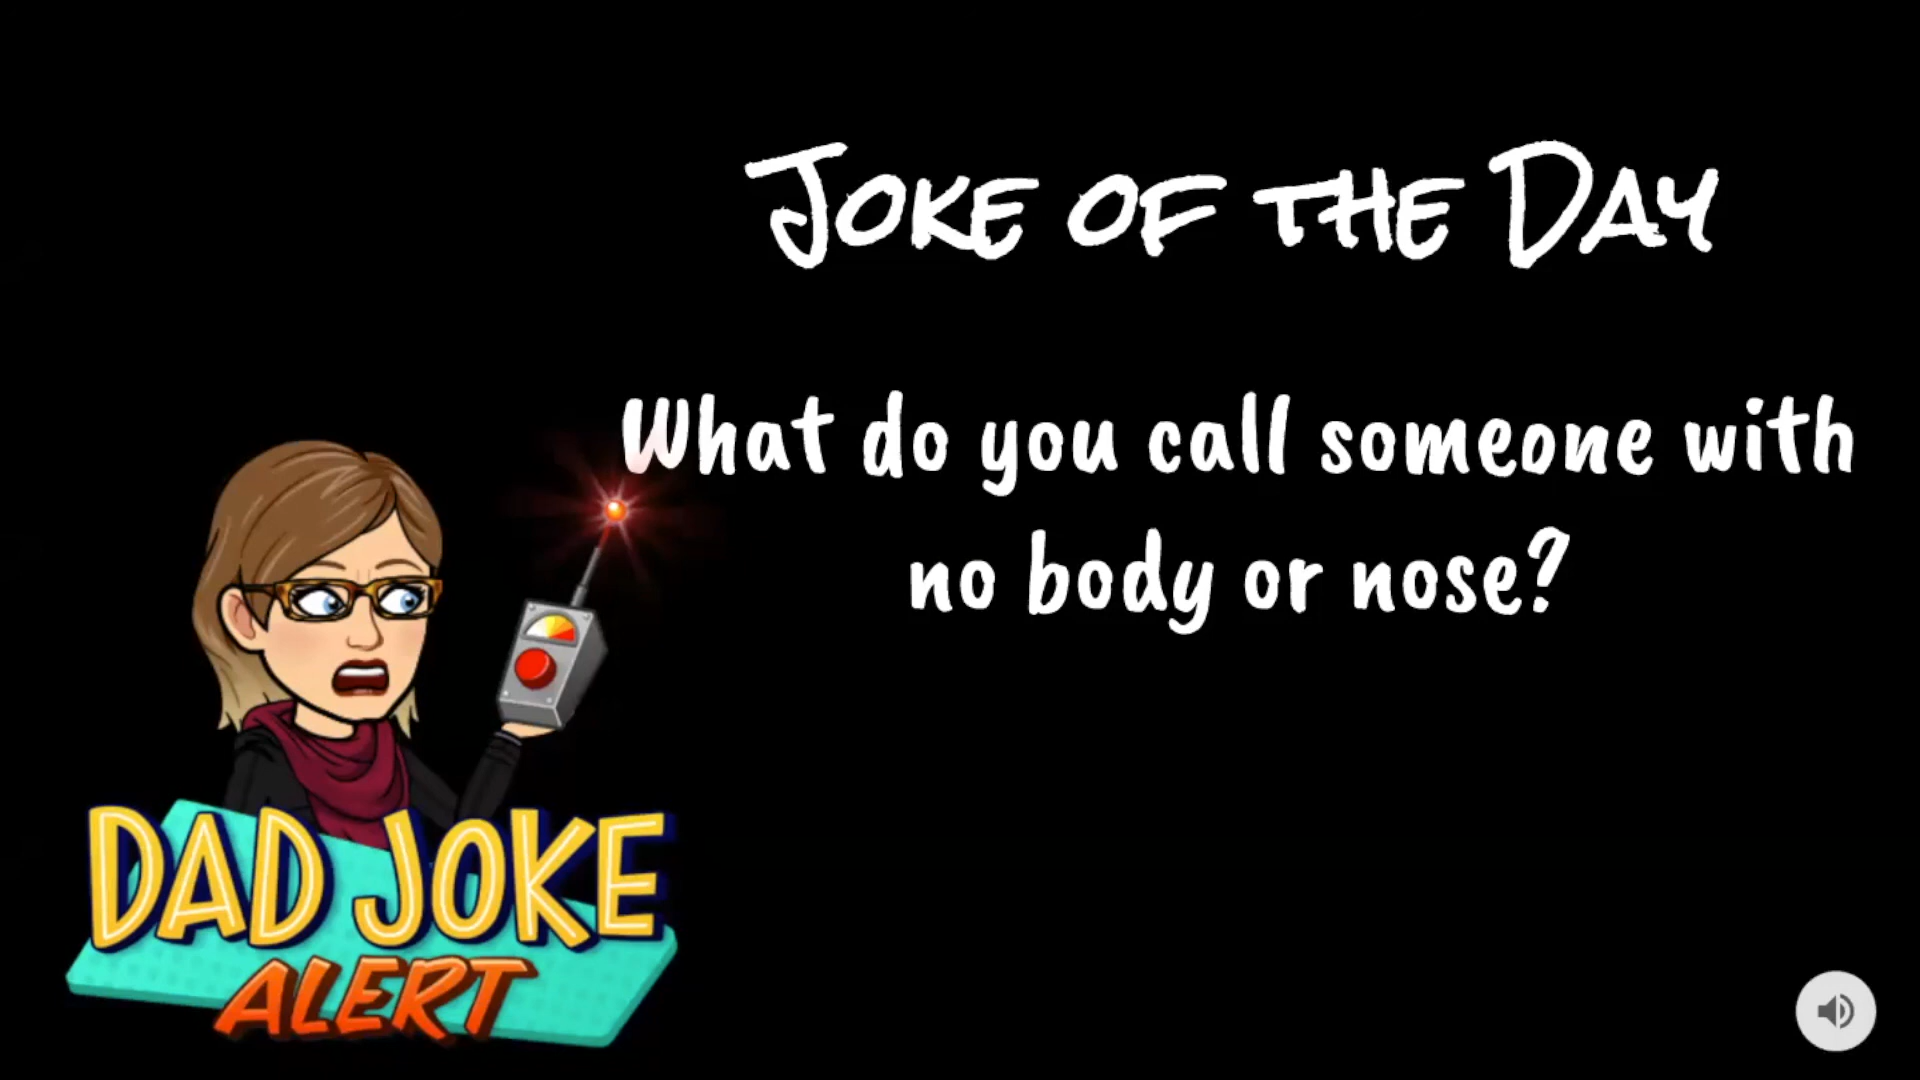 Joke of the Day
What do you call someone with
no body or nose?
DAD JOKE
ALERT